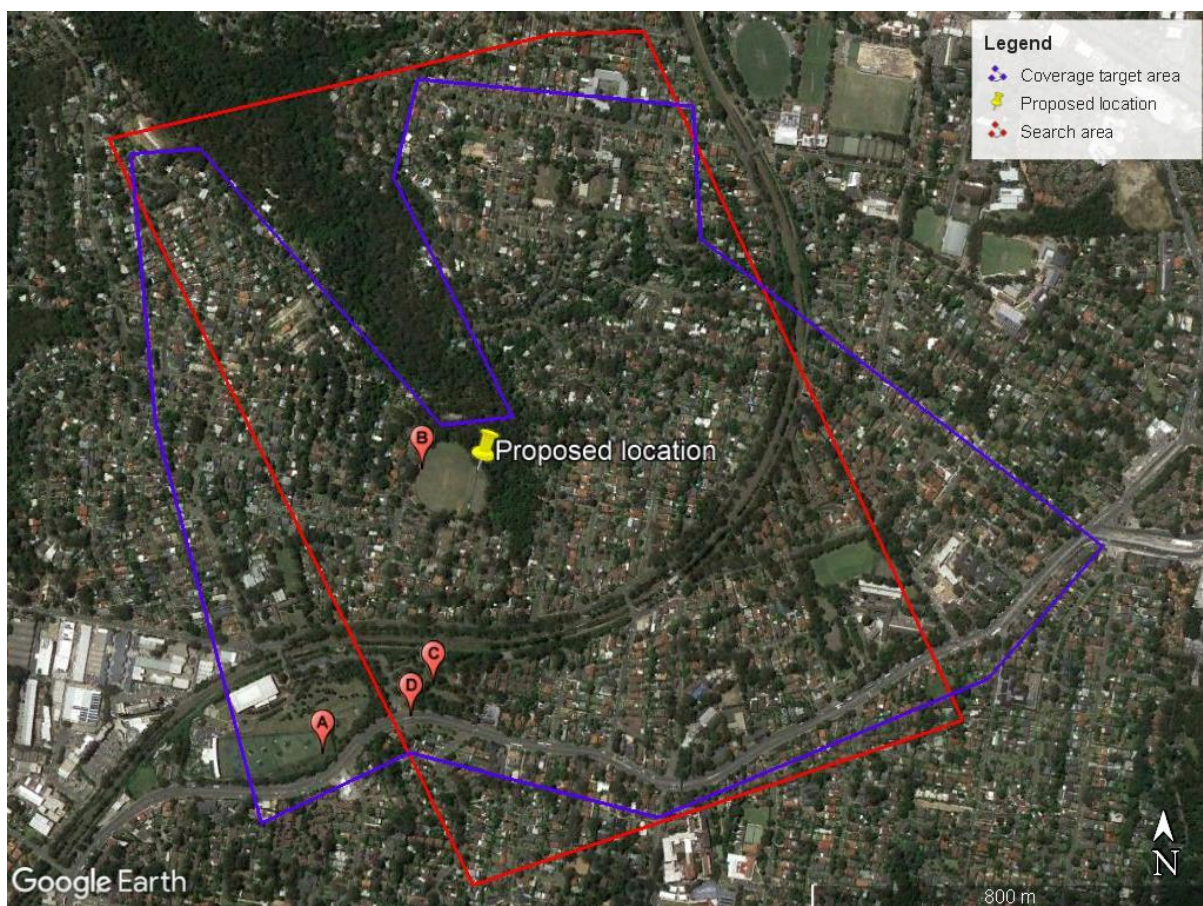 Legend
Coverage target area
Proposed location
Search area
B
Proposed location
C
D
A
Google Earth
N
800 m